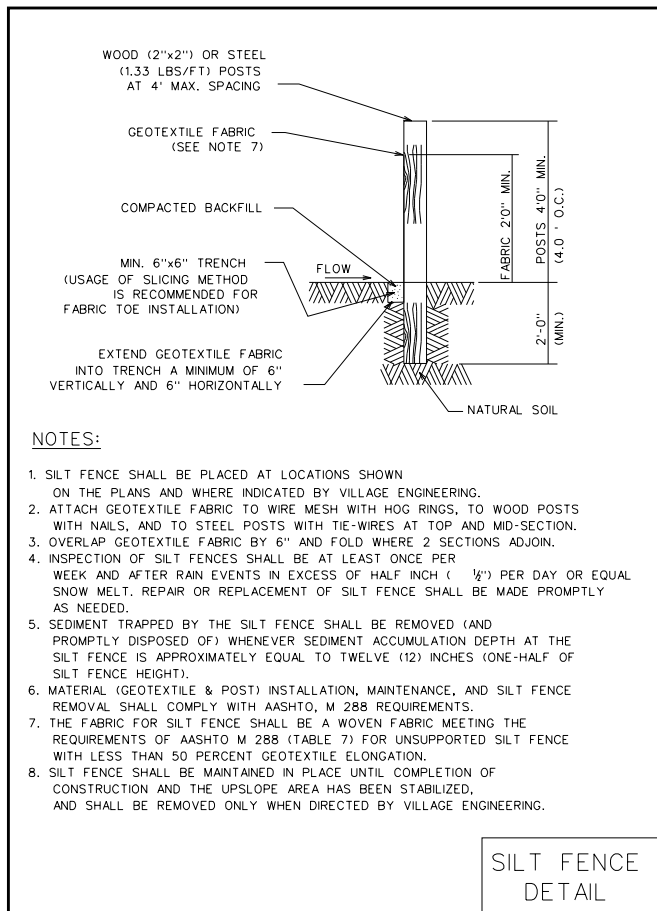 WOOD (2"x2") OR STEEL
(1.33 LBS/FT) POSTS
AT 4' MAX. SPACING
GEOTEXTILE FABRIC
(SEE NOTE 7)
COMPACTED BACKFILL
MIN. 6"x6" TRENCH
(USAGE OF SLICING METHOD
IS RECOMMENDED FOR
FABRIC TOE INSTALLATION)
EXTEND GEOTEXTILE FABRIC
INTO TRENCH A MINIMUM OF 6"
VERTICALLY AND 6" HORIZONTALLY
FLOW
FABRIC 2'0" MIN.
POSTS 4'0" MIN.
(4.0 ' O.C.)
2'-0"
(MIN.)
NATURAL SOIL
NOTES:
1. SILT FENCE SHALL BE PLACED AT LOCATIONS SHOWN
ON THE PLANS AND WHERE INDICATED BY VILLAGE ENGINEERING.
2. ATTACH GEOTEXTILE FABRIC TO WIRE MESH WITH HOG RINGS, TO WOOD POSTS
WITH NAILS, AND TO STEEL POSTS WITH TIE-WIRES AT TOP AND MID-SECTION.
3. OVERLAP GEOTEXTILE FABRIC BY 6" AND FOLD WHERE 2 SECTIONS ADJOIN.
4. INSPECTION OF SILT FENCES SHALL BE AT LEAST ONCE PER
WEEK AND AFTER RAIN EVENTS IN EXCESS OF HALF INCH ( ½") PER DAY OR EQUAL
SNOW MELT. REPAIR OR REPLACEMENT OF SILT FENCE SHALL BE MADE PROMPTLY
AS NEEDED.
5. SEDIMENT TRAPPED BY THE SILT FENCE SHALL BE REMOVED (AND
PROMPTLY DISPOSED OF) WHENEVER SEDIMENT ACCUMULATION DEPTH AT THE
SILT FENCE IS APPROXIMATELY EQUAL TO TWELVE (12) INCHES (ONE-HALF OF
SILT FENCE HEIGHT).
6. MATERIAL (GEOTEXTILE & POST) INSTALLATION, MAINTENANCE, AND SILT FENCE
REMOVAL SHALL COMPLY WITH AASHTO, M 288 REQUIREMENTS.
7. THE FABRIC FOR SILT FENCE SHALL BE A WOVEN FABRIC MEETING THE
REQUIREMENTS OF AASHTO M 288 (TABLE 7) FOR UNSUPPORTED SILT FENCE
WITH LESS THAN 50 PERCENT GEOTEXTILE ELONGATION.
8. SILT FENCE SHALL BE MAINTAINED IN PLACE UNTIL COMPLETION OF
CONSTRUCTION AND THE UPSLOPE AREA HAS BEEN STABILIZED,
AND SHALL BE REMOVED ONLY WHEN DIRECTED BY VILLAGE ENGINEERING.
SILT FENCE
DETAIL